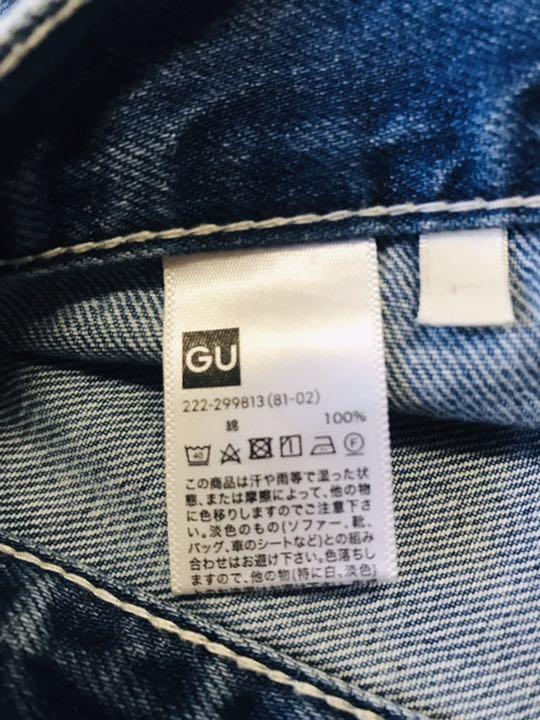 GU
222-299813(81-02)
綿 100%
40 F
この商品は汗や雨等で湿った状
態、または摩擦によって、他の物
に色移りしますのでご注意下さ
い。淡色のもの(ソファー、靴、
バッグ、車のシートなど)との組み
合わせはお避け下さい。色落ちし
ますので、他の物(特に白、淡色)